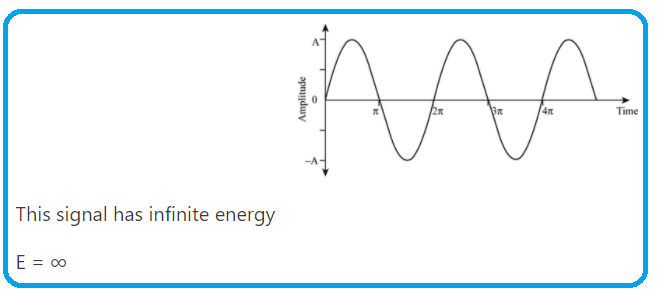 A
Amplitude
0
π
2π
3π
4π
Time
–A
This signal has infinite energy
E = ∞